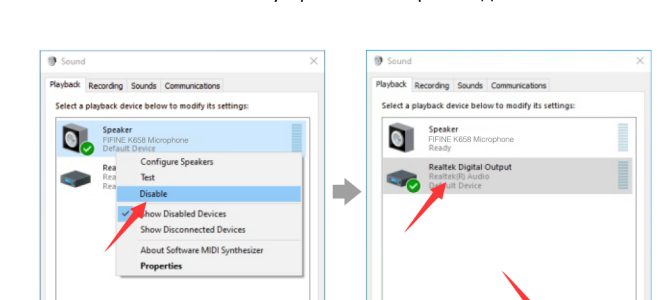 Sound
Playback Recording Sounds Communications
Select a playback device below to modify its settings:
Speaker
FIFINE K658 Microphone
Default Device
Configure Speakers
Test
Disable
Show Disabled Devices
Show Disconnected Devices
About Software MIDI Synthesizer
Properties
Sound
Playback Recording Sounds Communications
Select a playback device below to modify its settings:
Speaker
FIFINE K658 Microphone
Ready
Realtek Digital Output
Realtek(R) Audio
Default Device